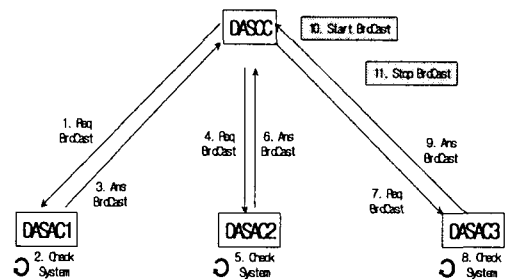 DASCC
10. Start BrdCast
11. Stop BrdCast
1. Req
BrdCast
3. Ans
BrdCast
4. Req
BrdCast
6. Ans
BrdCast
9. Ans
BrdCast
7. Req
BrdCast
DASAC1
DASAC2
DASAC3
2. Check
System
5. Check
System
8. Check
System